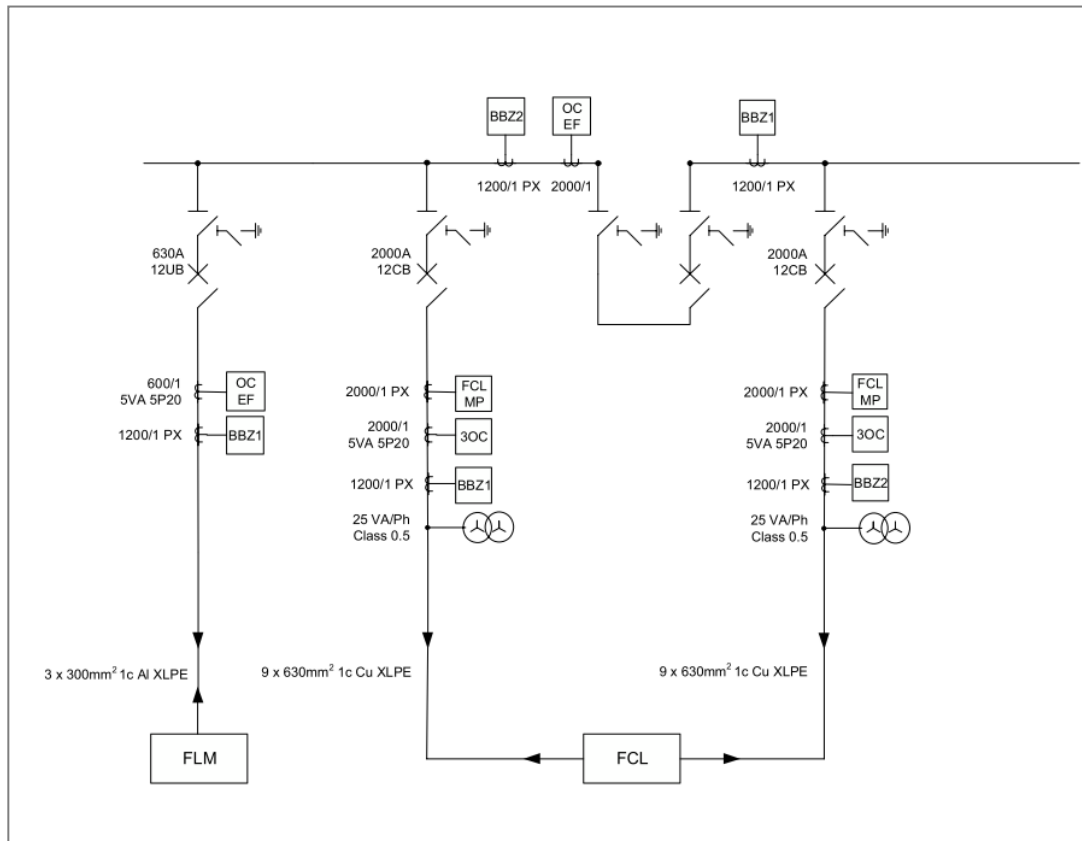 BBZ2
OC
EF
BBZ1
1200/1 PX
2000/1
1200/1 PX
630A
12UB
2000A
12CB
2000A
12CB
600/1
5VA 5P20
OC
EF
1200/1 PX
BBZ1
2000/1 PX
FCL
MP
2000/1
5VA 5P20
3OC
1200/1 PX
BBZ1
25 VA/Ph
Class 0.5
2000/1 PX
FCL
MP
2000/1
5VA 5P20
3OC
1200/1 PX
BBZ2
25 VA/Ph
Class 0.5
3 x 300mm² 1c Al XLPE
9 x 630mm² 1c Cu XLPE
9 x 630mm² 1c Cu XLPE
FLM
FCL